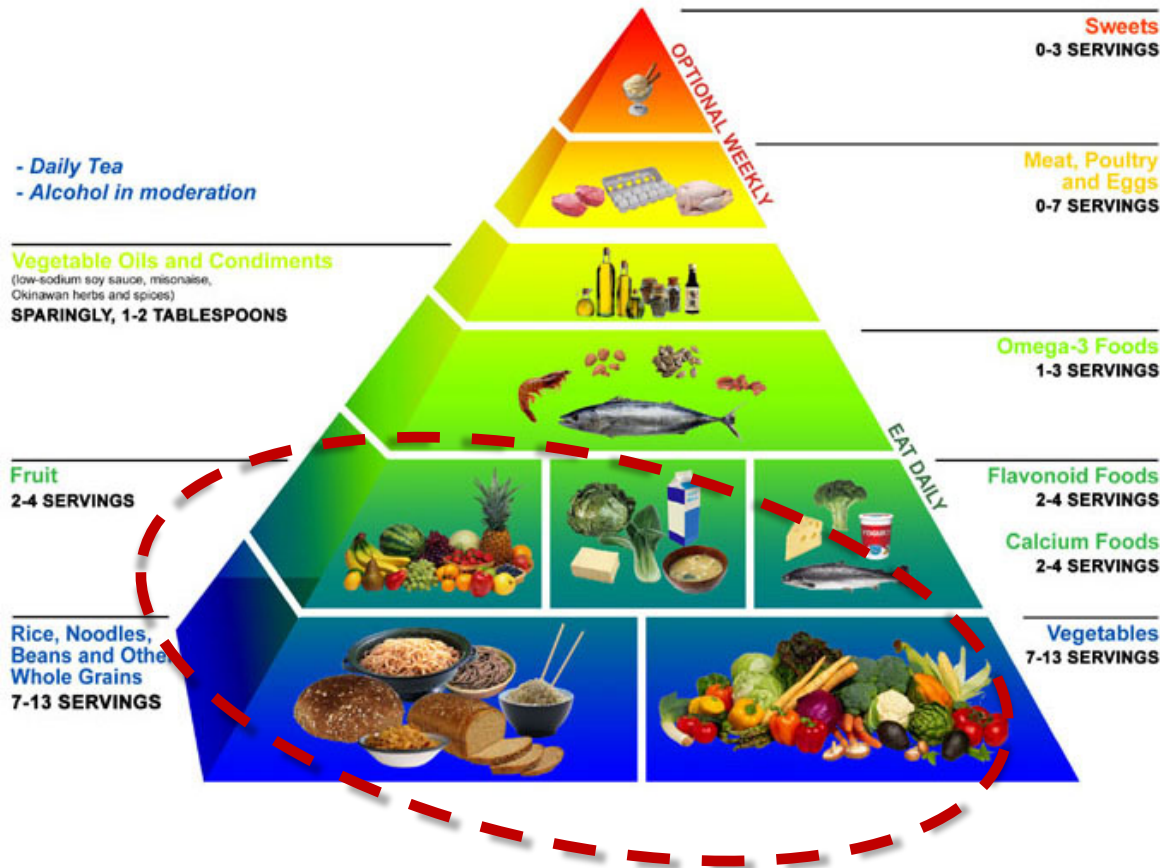 Sweets
0-3 SERVINGS
OPTIONAL WEEKLY
- Daily Tea
- Alcohol in moderation
Meat, Poultry
and Eggs
0-7 SERVINGS
Vegetable Oils and Condiments
(low-sodium soy sauce, misonaise,
Okinawan herbs and spices)
SPARINGLY, 1-2 TABLESPOONS
Omega-3 Foods
1-3 SERVINGS
EAT DAILY
Fruit
2-4 SERVINGS
Flavonoid Foods
2-4 SERVINGS
Calcium Foods
2-4 SERVINGS
Rice, Noodles,
Beans and Other
Whole Grains
7-13 SERVINGS
Vegetables
7-13 SERVINGS